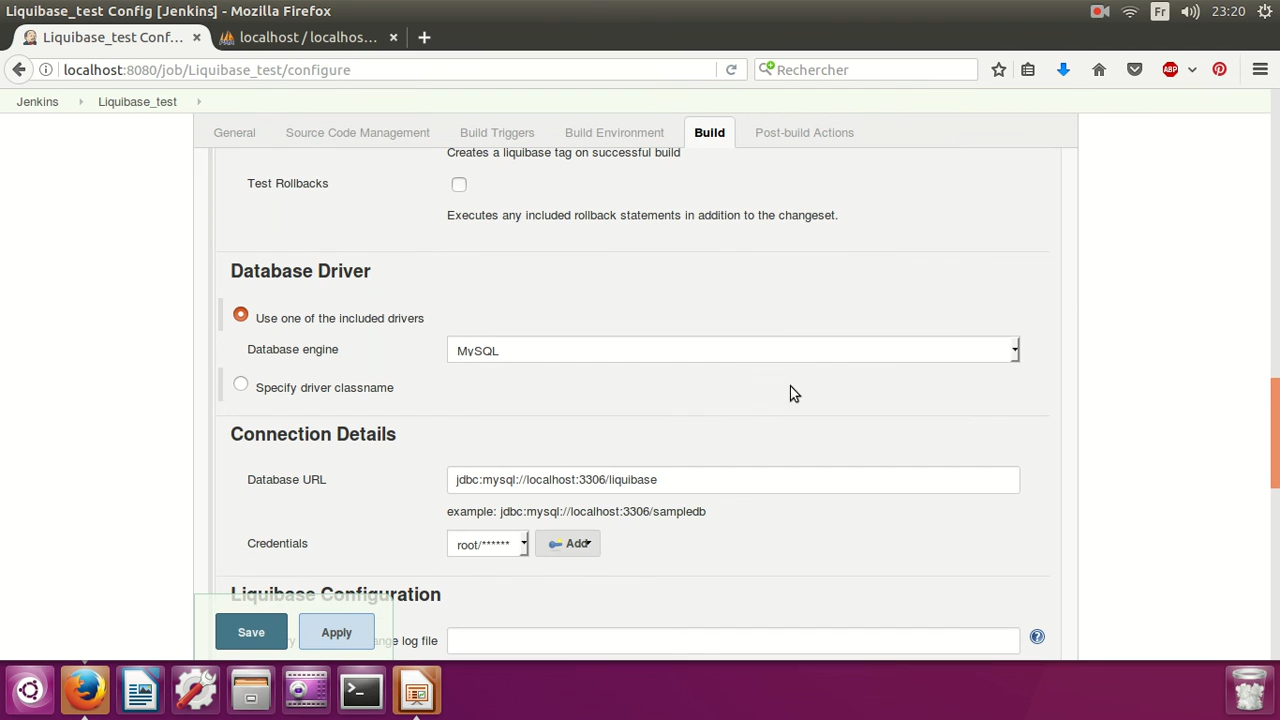 Liquibase_test Config [Jenkins] - Mozilla Firefox
Fr
23:20
Liquibase_test Conf...
localhost / localhos...
localhost:8080/job/Liquibase_test/configure
Rechercher
ABP
Jenkins
Liquibase_test
General
Source Code Management
Build Triggers
Build Environment
Build
Post-build Actions
Creates a liquibase tag on successful build
Test Rollbacks
Executes any included rollback statements in addition to the changeset.
Database Driver
Use one of the included drivers
Database engine
MySQL
Specify driver classname
Connection Details
Database URL
jdbc:mysql://localhost:3306/liquibase
example: jdbc:mysql://localhost:3306/sampledb
Credentials
root/******
Add
Liquibase Configuration
Save
Apply
log file